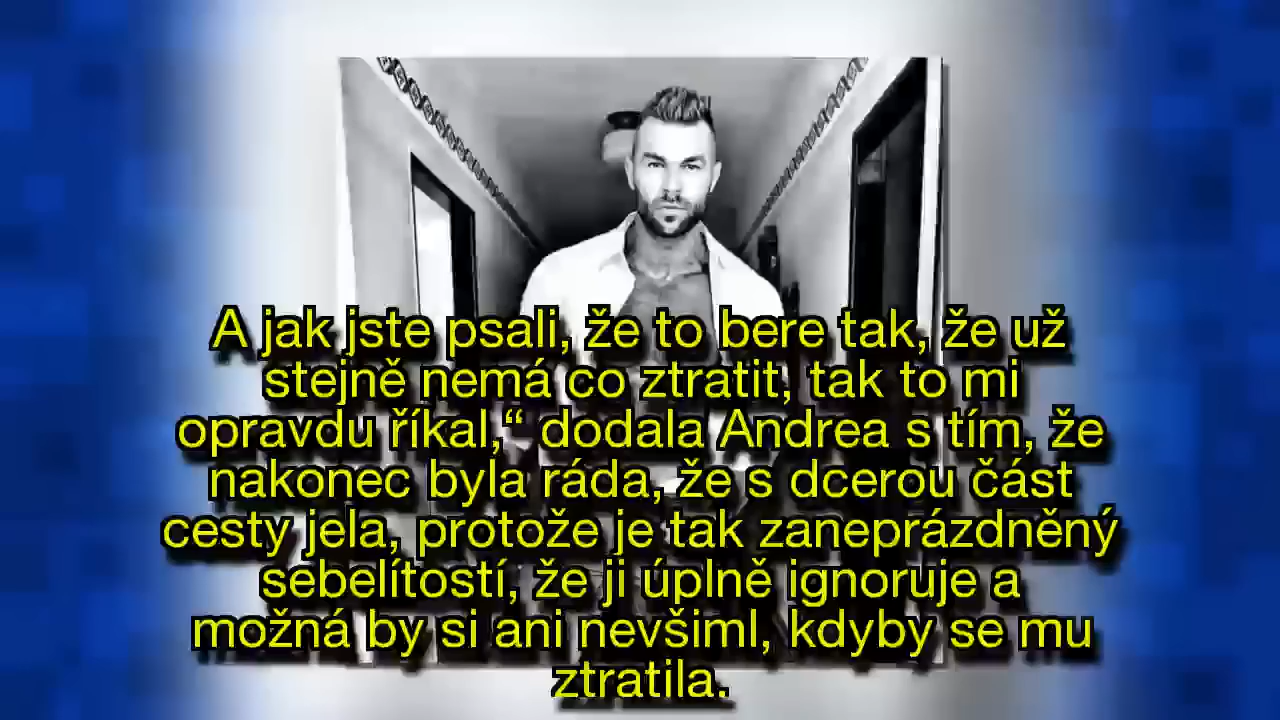 A jak jste psali, že to bere tak, že už
stejně nemá co ztratit, tak to mi
opravdu říkal,“ dodala Andrea s tím, že
nakonec byla ráda, že s dcerou část
cesty jela, protože je tak zaneprázdněný
sebelítostí, že ji úplně ignoruje a
možná by si ani nevšiml, kdyby se mu
ztratila.